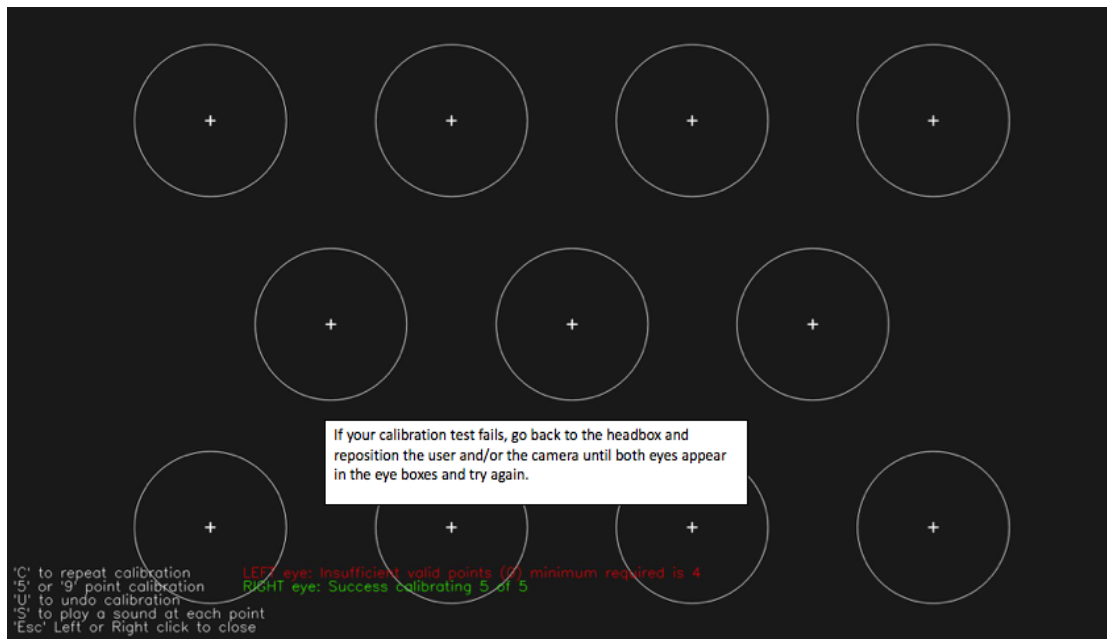 If your calibration test fails, go back to the headbox and
reposition the user and/or the camera until both eyes appear
in the eye boxes and try again.
'C' to repeat calibration
LEFT eye: Insufficient valid points (0) minimum required is 4
'5' or '9' point calibration
RIGHT eye: Success calibrating 5 of 5
'U' to undo calibration
'S' to play a sound at each point
'Esc' Left or Right click to close